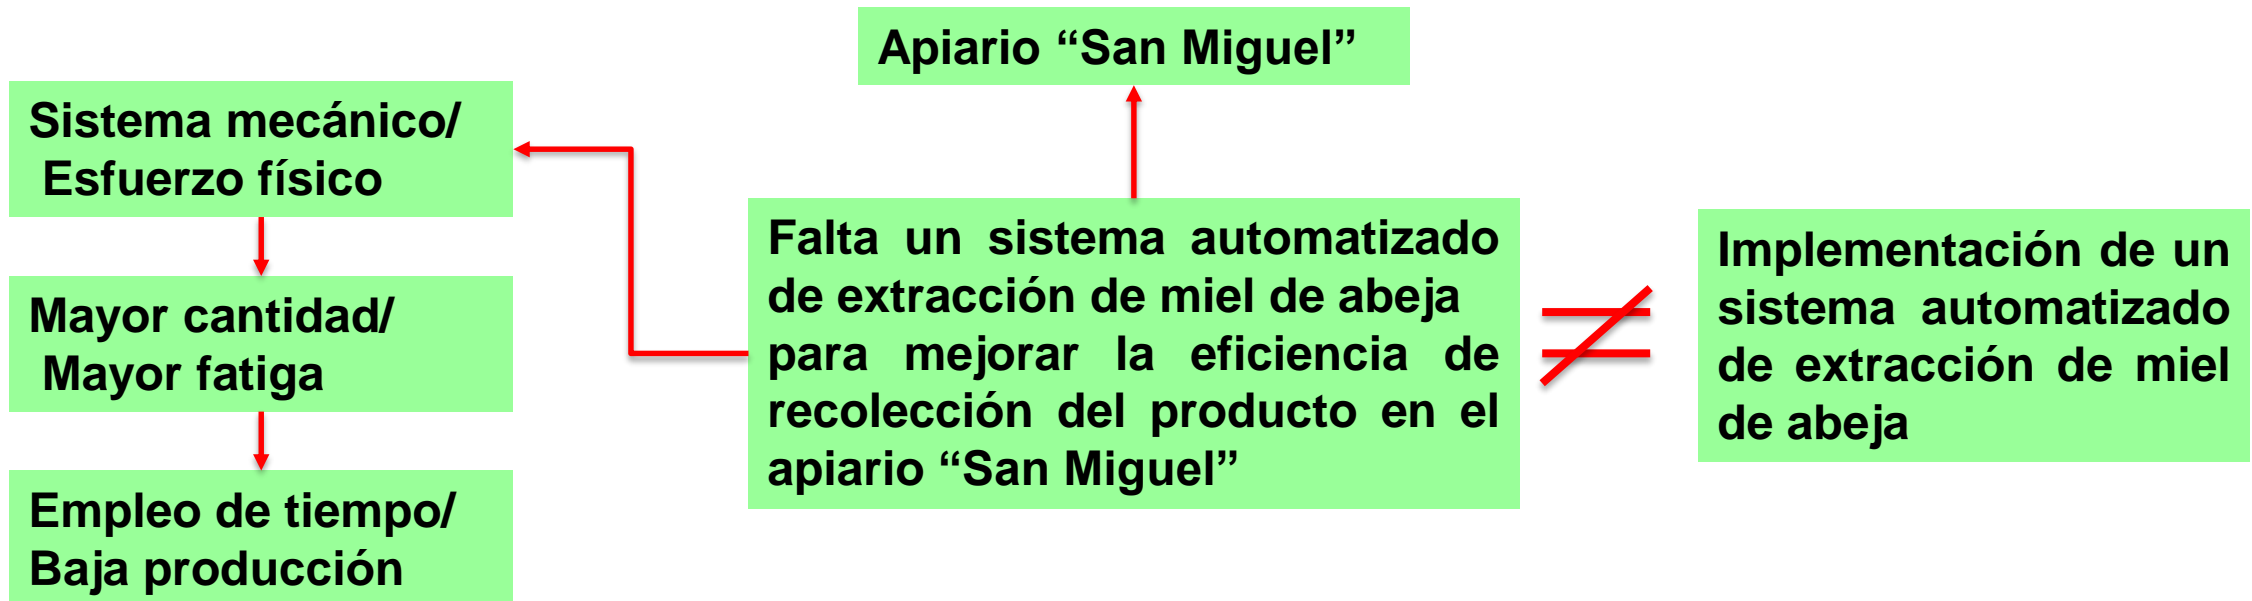 Apiario “San Miguel”
Sistema mecánico/
Esfuerzo físico
Mayor cantidad/
Mayor fatiga
Empleo de tiempo/
Baja producción
Falta un sistema automatizado
de extracción de miel de abeja
para mejorar la eficiencia de
recolección del producto en el
apiario “San Miguel”
Implementación de un
sistema automatizado
de extracción de miel
de abeja